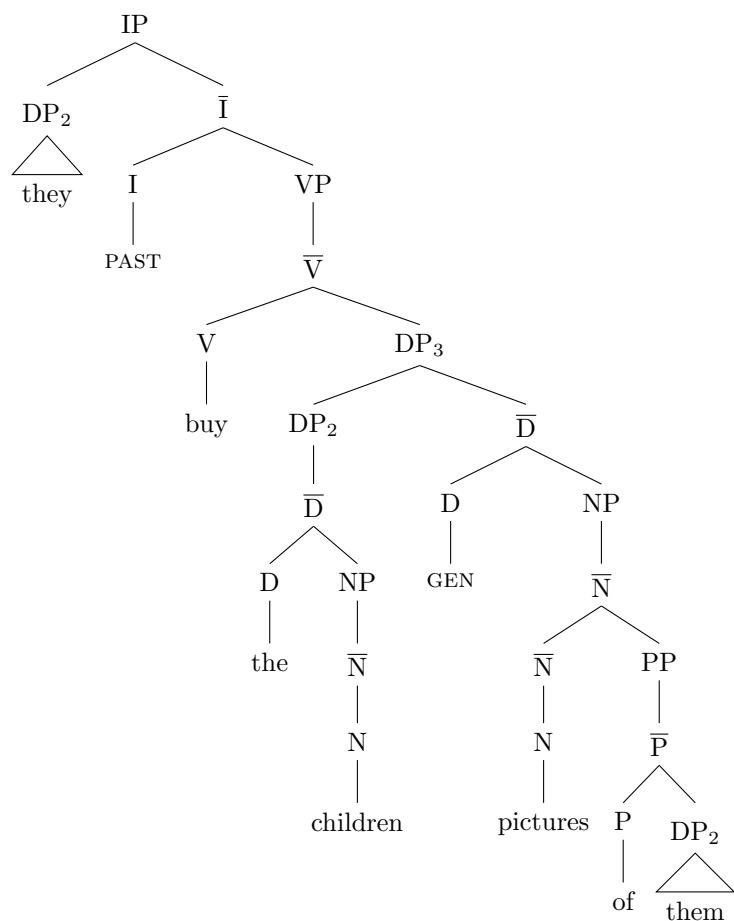 IP
DP₂ I̅
they I VP
PAST V̅
V DP₃
buy DP₂ D̅
D̅ D NP
D NP GEN N̅
the N̅ N̅ PP
N N P̅
children pictures P DP₂
of them